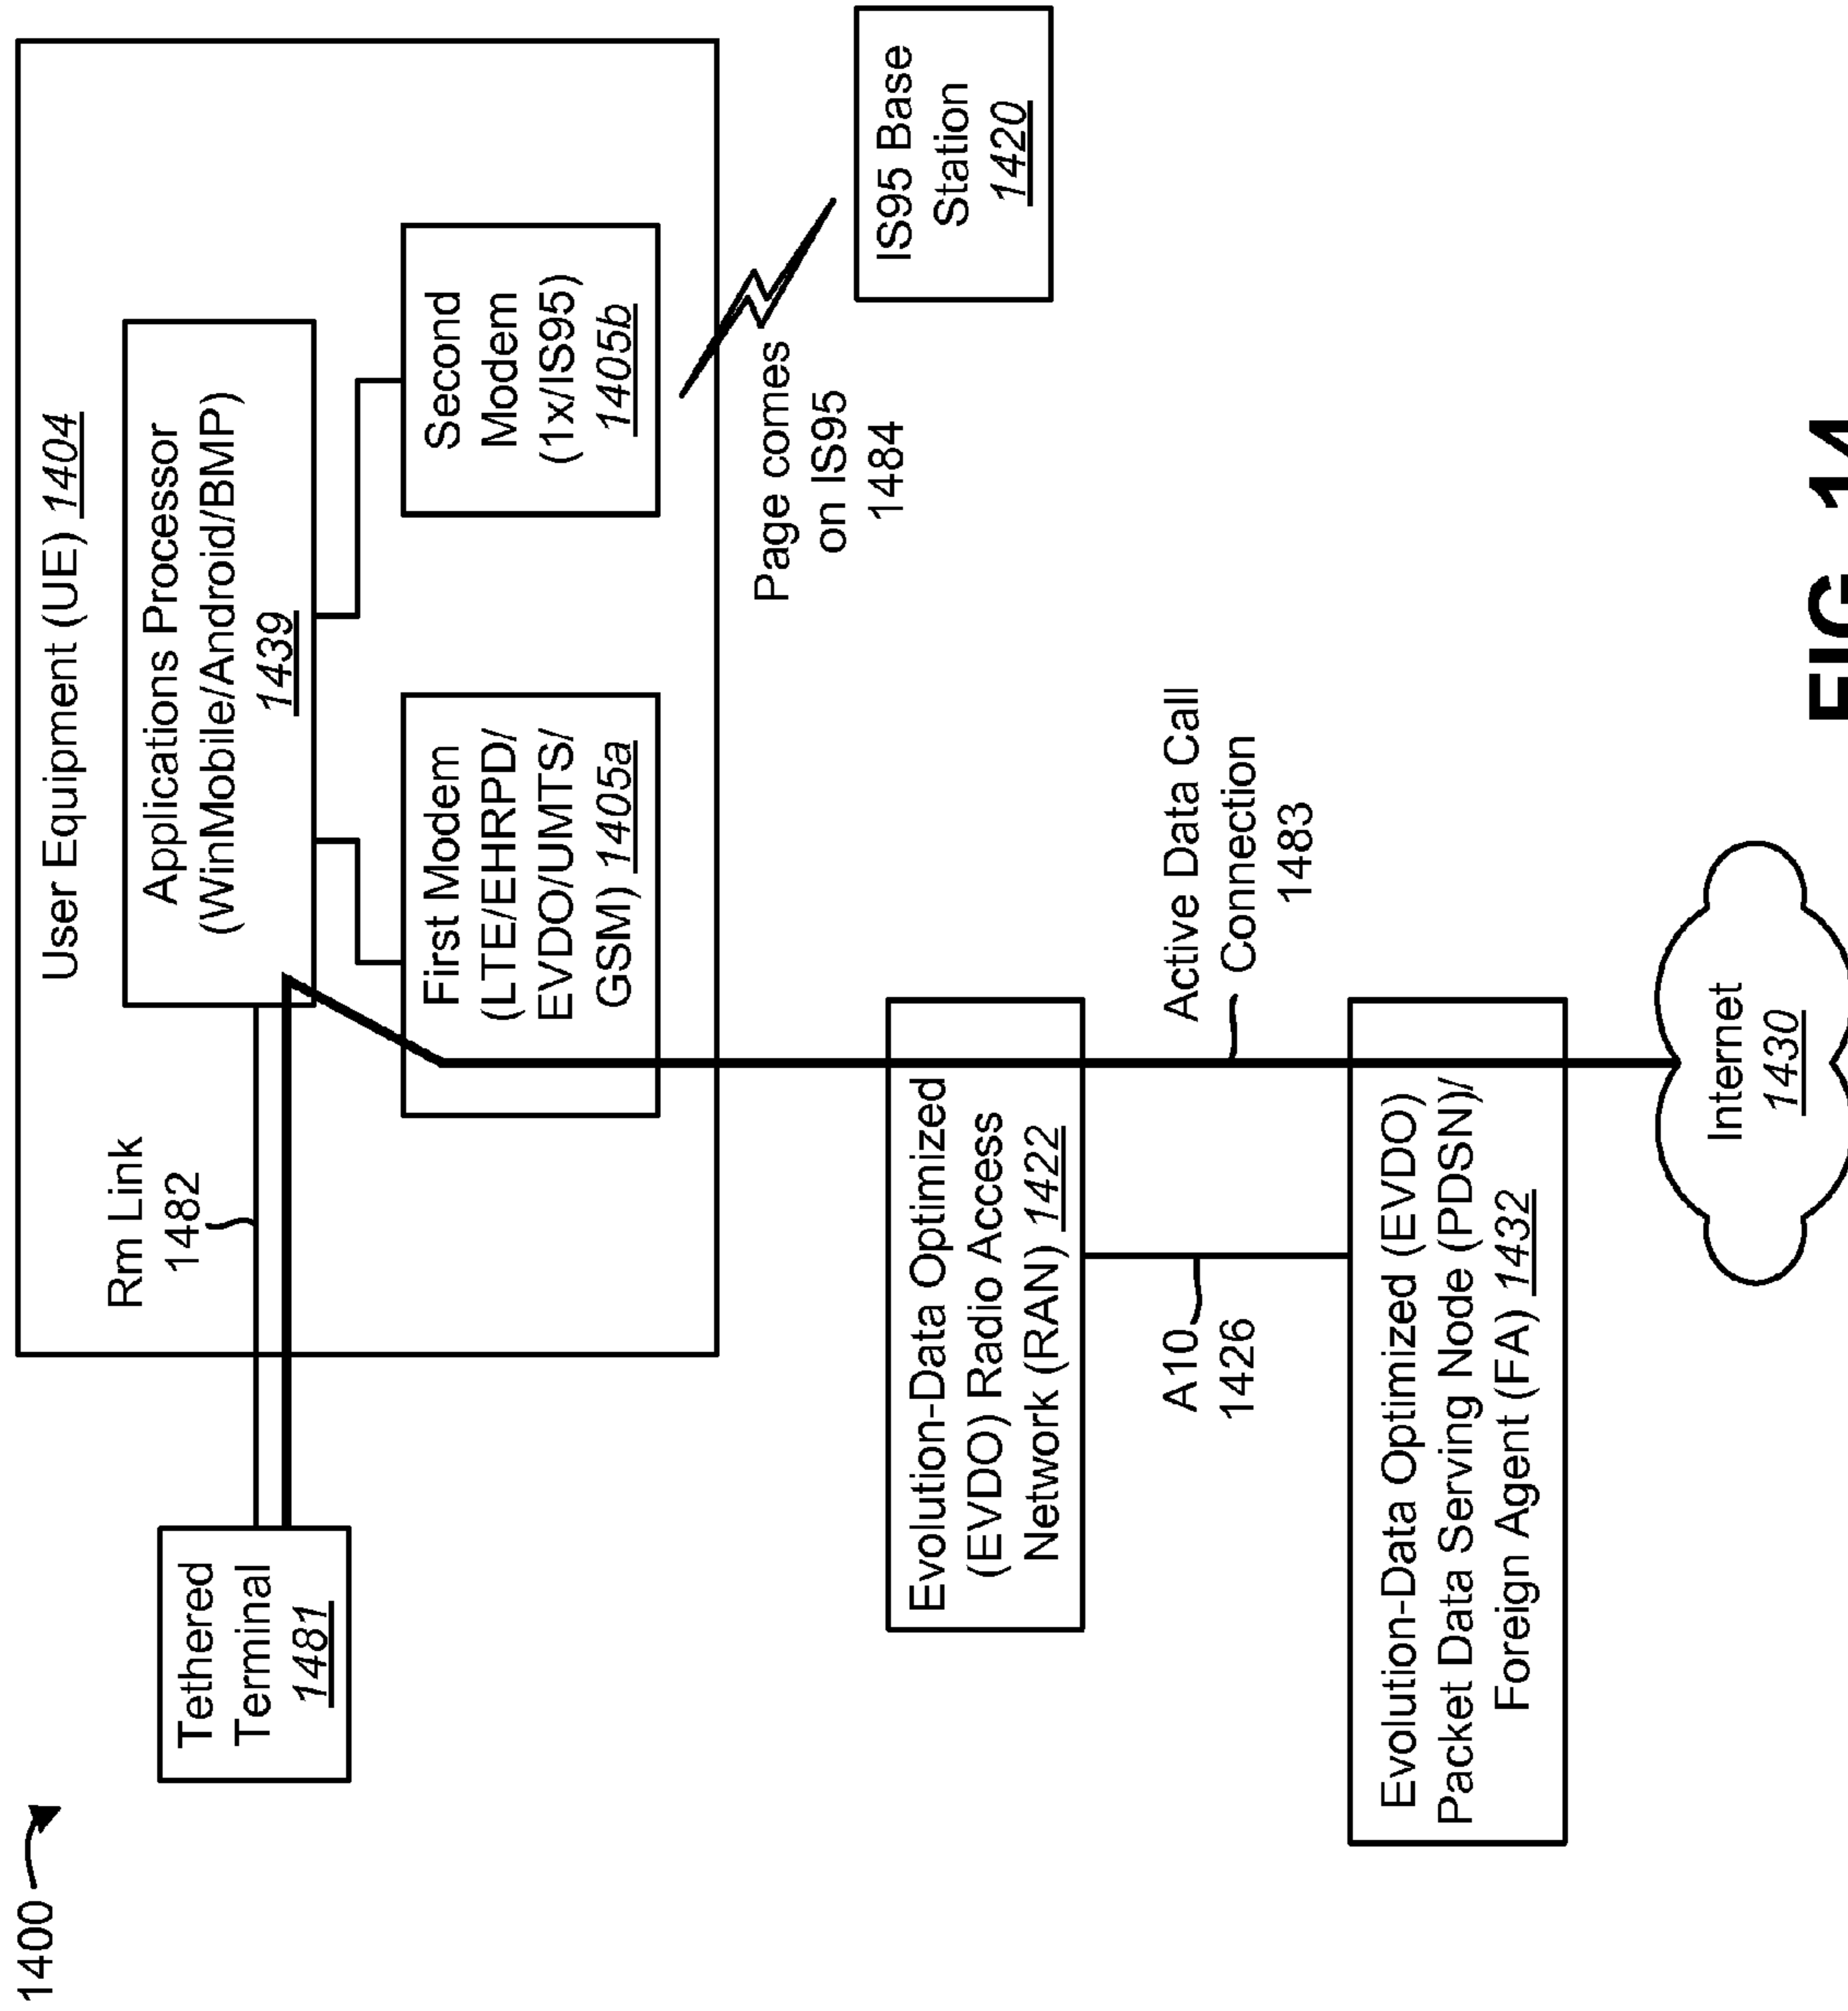 1400
User Equipment (UE) 1404
Tethered
Terminal
1481
Rm Link
1482
Applications Processor
(WinMobile/Android/BMP)
1439
First Modem
(LTE/EHRPD/
EVDO/UMTS/
GSM) 1405a
Second
Modem
(1x/IS95)
1405b
Page comes
on IS95
1484
IS95 Base
Station
1420
Evolution-Data Optimized
(EVDO) Radio Access
Network (RAN) 1422
A10
1426
Active Data Call
Connection
1483
Evolution-Data Optimized (EVDO)
Packet Data Serving Node (PDSN)/
Foreign Agent (FA) 1432
Internet
1430
FIG. 14